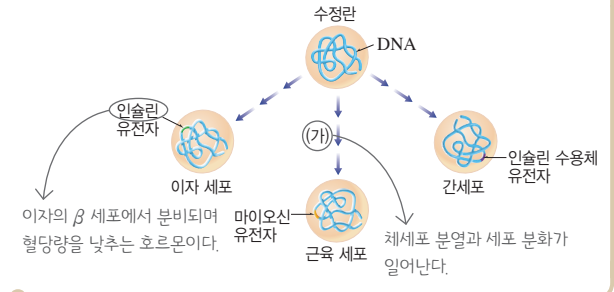 수정란
DNA
인슐린
유전자
(가)
인슐린 수용체
유전자
이자 세포
간세포
이자의 β 세포에서 분비되며
혈당량을 낮추는 호르몬이다.
마이오신
유전자
근육 세포
체세포 분열과 세포 분화가
일어난다.